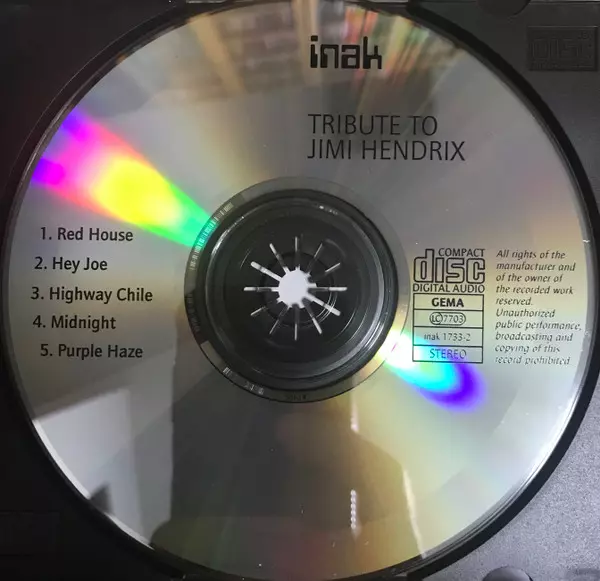 inak
TRIBUTE TO
JIMI HENDRIX
1. Red House
2. Hey Joe
3. Highway Chile
4. Midnight
5. Purple Haze
COMPACT
disc
DIGITAL AUDIO
GEMA
LC 7703
inak 1733-2
STEREO
All rights of the
manufacturer and
of the owner of
the recorded work
reserved.
Unauthorized
public performance,
broadcasting and
copying of this
record prohibited